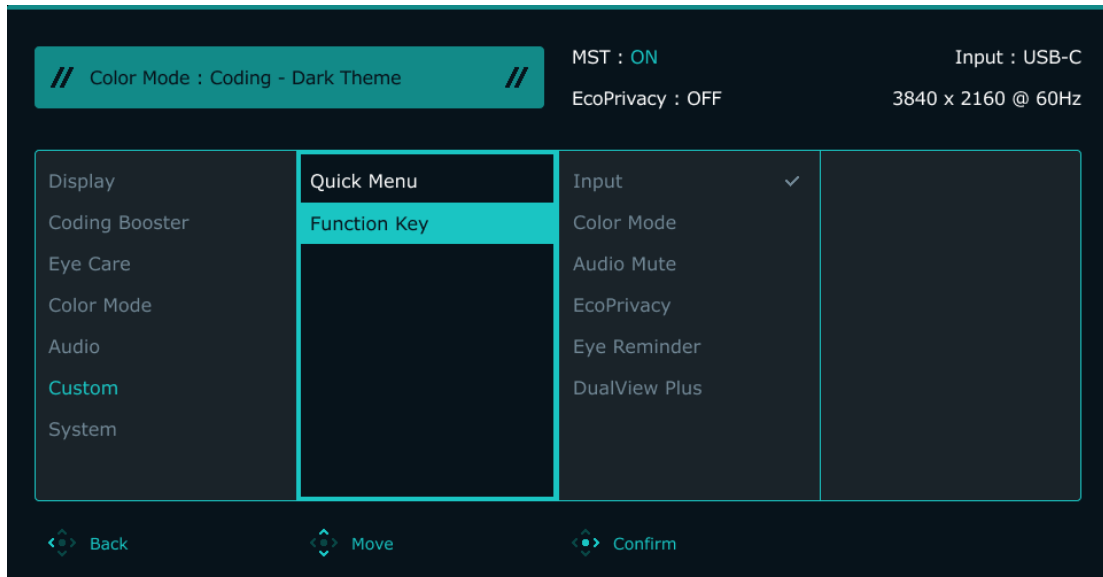 Color Mode : Coding - Dark Theme
MST : ON
Input : USB-C
EcoPrivacy : OFF
3840 x 2160 @ 60Hz
Display
Coding Booster
Eye Care
Color Mode
Audio
Custom
System
Quick Menu
Function Key
Input
Color Mode
Audio Mute
EcoPrivacy
Eye Reminder
DualView Plus
Back
Move
Confirm